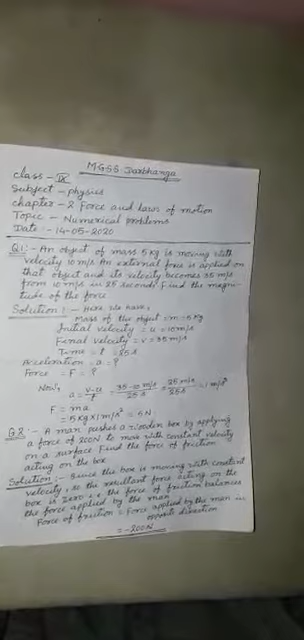 MGSS Darbhanga
Class - IX
Subject - physics
chapter - 2 Force and laws of motion
Topic - Numerical problems
Date :- 14-05-2020
Q1:- An object of mass 5 kg is moving with
velocity 10 m/s An external force is applied on
that object and its velocity becomes 35 m/s
from 10 m/s in 25 seconds. Find the magni-
tude of the force
Solution :- Here we have,
Mass of the object = m = 5 kg
Initial velocity = u = 10 m/s
Final velocity = v = 35 m/s
Time = t = 25 s
Acceleration = a = ?
Force = F = ?
Now, a = v-u/t = 35-10 m/s/25 s = 25 m/s/25 s = 1 m/s²
F = ma
= 5 kg x 1 m/s² = 5 N.
Q2:- A man pushes a wooden box by applying
a force of 200N to move with constant velocity
on a surface. Find the force of friction
acting on the box
Solution :- Since the box is moving with constant
velocity, so the resultant force acting on the
box is zero i.e the force of friction balances
the force applied by the man
Force of friction = Force applied by the man in
opposite direction
= -200N